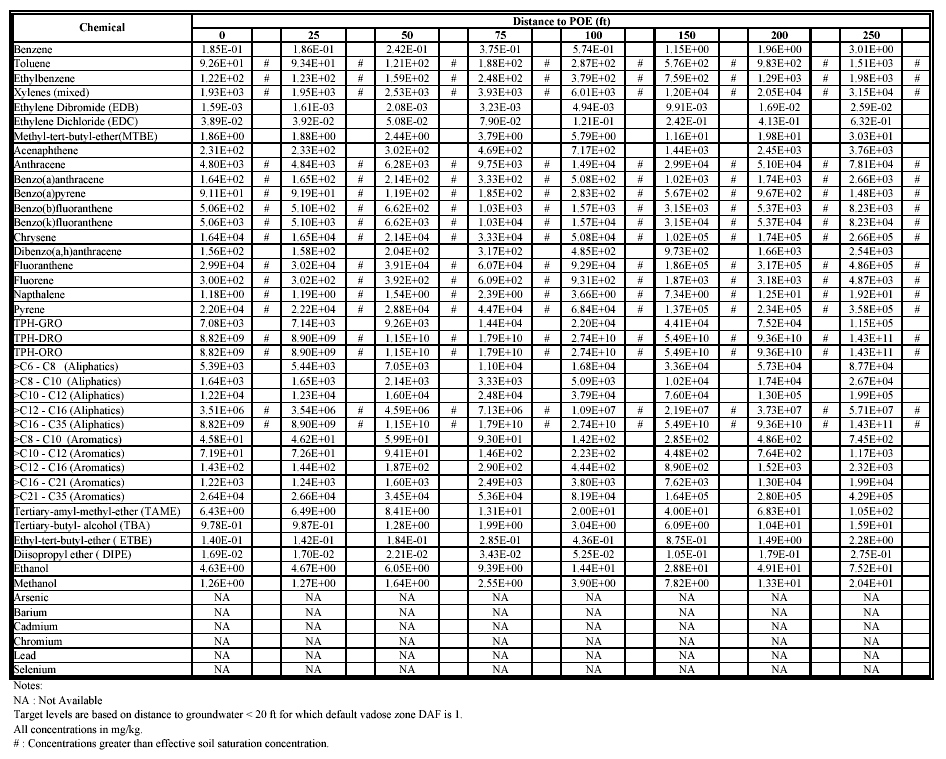 Chemical Distance to POE (ft)
0 25 50 75 100 150 200 250
Benzene 1.85E-01 1.86E-01 2.42E-01 3.75E-01 5.74E-01 1.15E+00 1.96E+00 3.01E+00
Toluene 9.26E+01 # 9.34E+01 # 1.21E+02 # 1.88E+02 # 2.87E+02 # 5.76E+02 # 9.83E+02 # 1.51E+03 #
Ethylbenzene 1.22E+02 # 1.23E+02 # 1.59E+02 # 2.48E+02 # 3.79E+02 # 7.59E+02 # 1.29E+03 # 1.98E+03 #
Xylenes (mixed) 1.93E+03 # 1.95E+03 # 2.53E+03 # 3.93E+03 # 6.01E+03 # 1.20E+04 # 2.05E+04 # 3.15E+04 #
Ethylene Dibromide (EDB) 1.59E-03 1.61E-03 2.08E-03 3.23E-03 4.94E-03 9.91E-03 1.69E-02 2.59E-02
Ethylene Dichloride (EDC) 3.89E-02 3.92E-02 5.08E-02 7.90E-02 1.21E-01 2.42E-01 4.13E-01 6.32E-01
Methyl-tert-butyl-ether(MTBE) 1.86E+00 1.88E+00 2.44E+00 3.79E+00 5.79E+00 1.16E+01 1.98E+01 3.03E+01
Acenaphthene 2.31E+02 2.33E+02 3.02E+02 4.69E+02 7.17E+02 1.44E+03 2.45E+03 3.76E+03
Anthracene 4.80E+03 # 4.84E+03 # 6.28E+03 # 9.75E+03 # 1.49E+04 # 2.99E+04 # 5.10E+04 # 7.81E+04 #
Benzo(a)anthracene 1.64E+02 # 1.65E+02 # 2.14E+02 # 3.33E+02 # 5.08E+02 # 1.02E+03 # 1.74E+03 # 2.66E+03 #
Benzo(a)pyrene 9.11E+01 # 9.19E+01 # 1.19E+02 # 1.85E+02 # 2.83E+02 # 5.67E+02 # 9.67E+02 # 1.48E+03 #
Benzo(b)fluoranthene 5.06E+02 # 5.10E+02 # 6.62E+02 # 1.03E+03 # 1.57E+03 # 3.15E+03 # 5.37E+03 # 8.23E+03 #
Benzo(k)fluoranthene 5.06E+03 # 5.10E+03 # 6.62E+03 # 1.03E+04 # 1.57E+04 # 3.15E+04 # 5.37E+04 # 8.23E+04 #
Chrysene 1.64E+04 # 1.65E+04 # 2.14E+04 # 3.33E+04 # 5.08E+04 # 1.02E+05 # 1.74E+05 # 2.66E+05 #
Dibenzo(a,h)anthracene 1.56E+02 1.58E+02 2.04E+02 3.17E+02 4.85E+02 9.73E+02 1.66E+03 2.54E+03
Fluoranthene 2.99E+04 # 3.02E+04 # 3.91E+04 # 6.07E+04 # 9.29E+04 # 1.86E+05 # 3.17E+05 # 4.86E+05 #
Fluorene 3.00E+02 # 3.02E+02 # 3.92E+02 # 6.09E+02 # 9.31E+02 # 1.87E+03 # 3.18E+03 # 4.87E+03 #
Napthalene 1.18E+00 # 1.19E+00 # 1.54E+00 # 2.39E+00 # 3.66E+00 # 7.34E+00 # 1.25E+01 # 1.92E+01 #
Pyrene 2.20E+04 # 2.22E+04 # 2.88E+04 # 4.47E+04 # 6.84E+04 # 1.37E+05 # 2.34E+05 # 3.58E+05 #
TPH-GRO 7.08E+03 7.14E+03 9.26E+03 1.44E+04 2.20E+04 4.41E+04 7.52E+04 1.15E+05
TPH-DRO 8.82E+09 # 8.90E+09 # 1.15E+10 # 1.79E+10 # 2.74E+10 # 5.49E+10 # 9.36E+10 # 1.43E+11 #
TPH-ORO 8.82E+09 # 8.90E+09 # 1.15E+10 # 1.79E+10 # 2.74E+10 # 5.49E+10 # 9.36E+10 # 1.43E+11 #
>C6 - C8 (Aliphatics) 5.39E+03 5.44E+03 7.05E+03 1.10E+04 1.68E+04 3.36E+04 5.73E+04 8.77E+04
>C8 - C10 (Aliphatics) 1.64E+03 1.65E+03 2.14E+03 3.33E+03 5.09E+03 1.02E+04 1.74E+04 2.67E+04
>C10 - C12 (Aliphatics) 1.22E+04 1.23E+04 1.60E+04 2.48E+04 3.79E+04 7.60E+04 1.30E+05 1.99E+05
>C12 - C16 (Aliphatics) 3.51E+06 # 3.54E+06 # 4.59E+06 # 7.13E+06 # 1.09E+07 # 2.19E+07 # 3.73E+07 # 5.71E+07 #
>C16 - C35 (Aliphatics) 8.82E+09 # 8.90E+09 # 1.15E+10 # 1.79E+10 # 2.74E+10 # 5.49E+10 # 9.36E+10 # 1.43E+11 #
>C8 - C10 (Aromatics) 4.58E+01 4.62E+01 5.99E+01 9.30E+01 1.42E+02 2.85E+02 4.86E+02 7.45E+02
>C10 - C12 (Aromatics) 7.19E+01 7.26E+01 9.41E+01 1.46E+02 2.23E+02 4.48E+02 7.64E+02 1.17E+03
>C12 - C16 (Aromatics) 1.43E+02 1.44E+02 1.87E+02 2.90E+02 4.44E+02 8.90E+02 1.52E+03 2.32E+03
>C16 - C21 (Aromatics) 1.22E+03 1.24E+03 1.60E+03 2.49E+03 3.80E+03 7.62E+03 1.30E+04 1.99E+04
>C21 - C35 (Aromatics) 2.64E+04 2.66E+04 3.45E+04 5.36E+04 8.19E+04 1.64E+05 2.80E+05 4.29E+05
Tertiary-amyl-methyl-ether (TAME) 6.43E+00 6.49E+00 8.41E+00 1.31E+01 2.00E+01 4.00E+01 6.83E+01 1.05E+02
Tertiary-butyl- alcohol (TBA) 9.78E-01 9.87E-01 1.28E+00 1.99E+00 3.04E+00 6.09E+00 1.04E+01 1.59E+01
Ethyl-tert-butyl-ether ( ETBE) 1.40E-01 1.42E-01 1.84E-01 2.85E-01 4.36E-01 8.75E-01 1.49E+00 2.28E+00
Diisopropyl ether ( DIPE) 1.69E-02 1.70E-02 2.21E-02 3.43E-02 5.25E-02 1.05E-01 1.79E-01 2.75E-01
Ethanol 4.63E+00 4.67E+00 6.05E+00 9.39E+00 1.44E+01 2.88E+01 4.91E+01 7.52E+01
Methanol 1.26E+00 1.27E+00 1.64E+00 2.55E+00 3.90E+00 7.82E+00 1.33E+01 2.04E+01
Arsenic NA NA NA NA NA NA NA NA
Barium NA NA NA NA NA NA NA NA
Cadmium NA NA NA NA NA NA NA NA
Chromium NA NA NA NA NA NA NA NA
Lead NA NA NA NA NA NA NA NA
Selenium NA NA NA NA NA NA NA NA
Notes:
NA : Not Available
Target levels are based on distance to groundwater < 20 ft for which default vadose zone DAF is 1.
All concentrations in mg/kg.
# : Concentrations greater than effective soil saturation concentration.